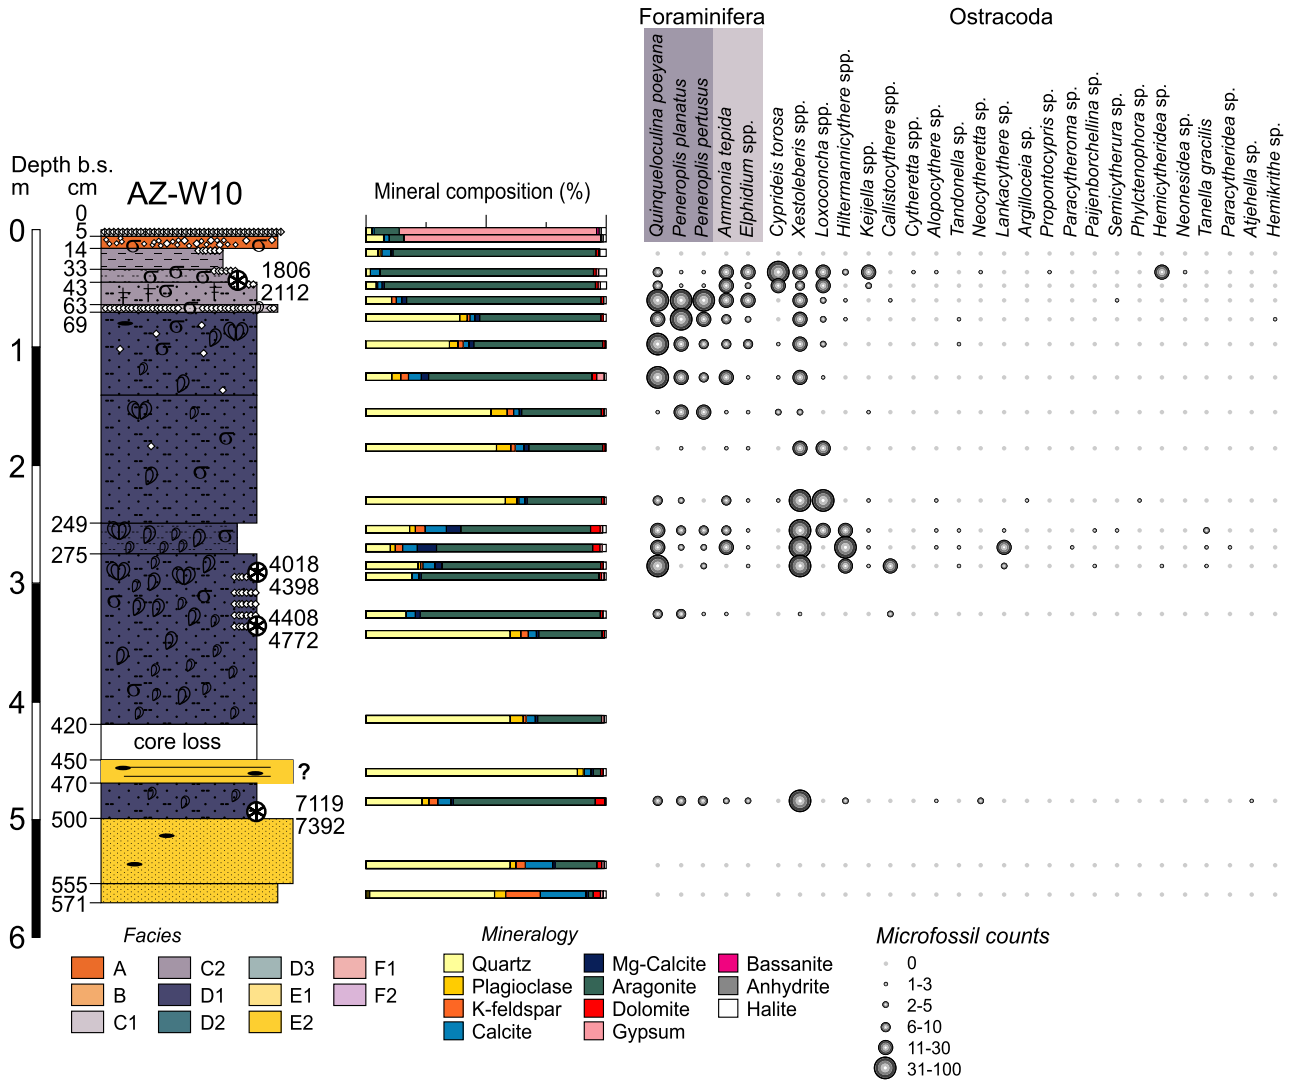 Foraminifera
Ostracoda
Quinqueloculina poeyana
Peneroplis planatus
Peneroplis pertusus
Ammonia tepida
Elphidium spp.
Cyprideis torosa
Xestoleberis spp.
Loxoconcha spp.
Hiltermannicythere spp.
Keijella spp.
Callistocythere spp.
Cytheretta spp.
Alopocythere sp.
Tandonella sp.
Neocytheretta sp.
Lankacythere sp.
Argilloceia sp.
Propontocypris sp.
Paracytheroma sp.
Paijenborchellina sp.
Semicytherura sp.
Phylctenophora sp.
Hemicytheridea sp.
Neonesidea sp.
Tanella gracilis
Paracytheridea sp.
Atjehella sp.
Hemikrithe sp.
Depth b.s.
m cm
AZ-W10
Mineral composition (%)
0
0
5
14
33
43
63
69
1806
2112
1
2
249
275
4018
4398
3
4408
4772
4
420
core loss
450
?
470
7119
7392
5
500
555
571
6
Facies
A
B
C1
C2
D1
D2
D3
E1
E2
F1
F2
Mineralogy
Quartz
Plagioclase
K-feldspar
Calcite
Mg-Calcite
Aragonite
Dolomite
Gypsum
Bassanite
Anhydrite
Halite
Microfossil counts
0
1-3
2-5
6-10
11-30
31-100